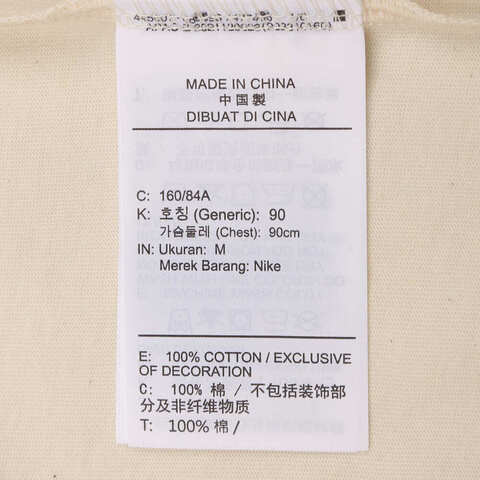 MADE IN CHINA
中国製
DIBUAT DI CINA
C: 160/84A
K: 호칭 (Generic): 90
가슴둘레 (Chest): 90cm
IN: Ukuran: M
Merek Barang: Nike
E: 100% COTTON / EXCLUSIVE
OF DECORATION
C: 100% 棉 / 不包括装饰部
分及非纤维物质
T: 100% 棉 /